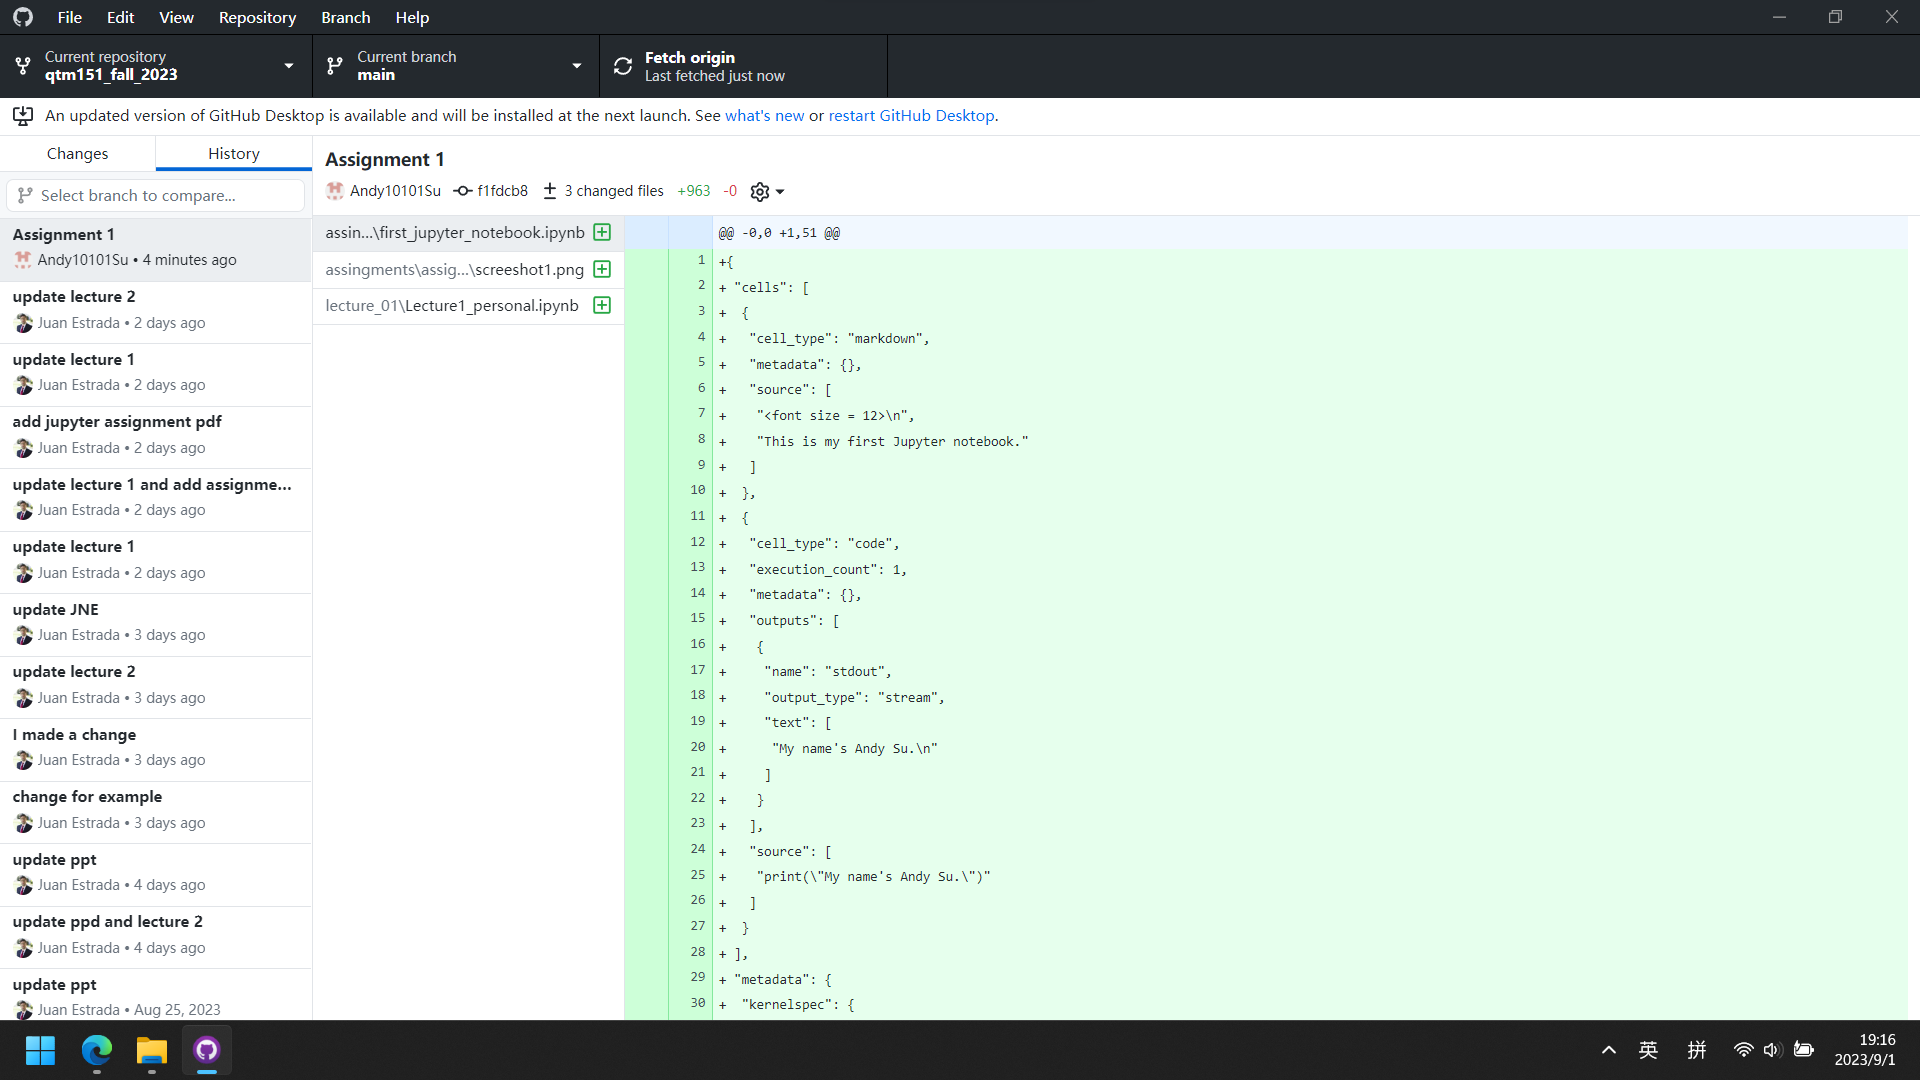 File Edit View Repository Branch Help
Current repository
qtm151_fall_2023
Current branch
main
Fetch origin
Last fetched just now
An updated version of GitHub Desktop is available and will be installed at the next launch. See what's new or restart GitHub Desktop.
Changes
History
Select branch to compare...
Assignment 1
Andy10101Su • 4 minutes ago
update lecture 2
Juan Estrada • 2 days ago
update lecture 1
Juan Estrada • 2 days ago
add jupyter assignment pdf
Juan Estrada • 2 days ago
update lecture 1 and add assignme...
Juan Estrada • 2 days ago
update lecture 1
Juan Estrada • 2 days ago
update JNE
Juan Estrada • 3 days ago
update lecture 2
Juan Estrada • 3 days ago
I made a change
Juan Estrada • 3 days ago
change for example
Juan Estrada • 3 days ago
update ppt
Juan Estrada • 4 days ago
update ppd and lecture 2
Juan Estrada • 4 days ago
update ppt
Juan Estrada • Aug 25, 2023
Assignment 1
Andy10101Su f1fdcb8 3 changed files +963 -0
assin...\first_jupyter_notebook.ipynb
assingments\assig...\screeshot1.png
lecture_01\Lecture1_personal.ipynb
@@ -0,0 +1,51 @@
1 +{
2 + "cells": [
3 +  {
4 +   "cell_type": "markdown",
5 +   "metadata": {},
6 +   "source": [
7 +    "<font size = 12>\n",
8 +    "This is my first Jupyter notebook."
9 +   ]
10 +  },
11 +  {
12 +   "cell_type": "code",
13 +   "execution_count": 1,
14 +   "metadata": {},
15 +   "outputs": [
16 +    {
17 +     "name": "stdout",
18 +     "output_type": "stream",
19 +     "text": [
20 +      "My name's Andy Su.\n"
21 +     ]
22 +    }
23 +   ],
24 +   "source": [
25 +    "print(\"My name's Andy Su.\")"
26 +   ]
27 +  }
28 + ],
29 + "metadata": {
30 +  "kernelspec": {
英 拼
19:16
2023/9/1